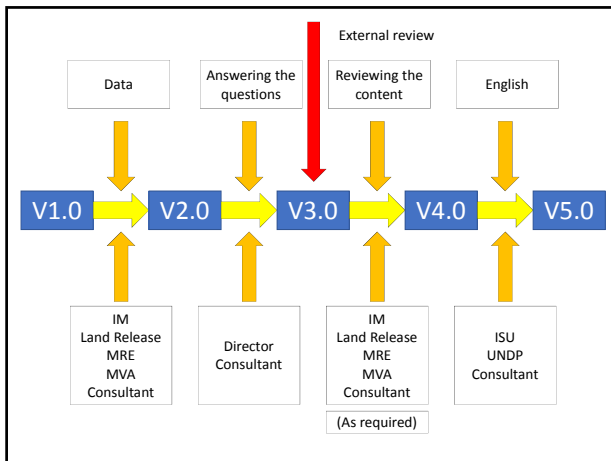 External review
Data
Answering the
questions
Reviewing the
content
English
V1.0
V2.0
V3.0
V4.0
V5.0
IM
Land Release
MRE
MVA
Consultant
Director
Consultant
IM
Land Release
MRE
MVA
Consultant
(As required)
ISU
UNDP
Consultant